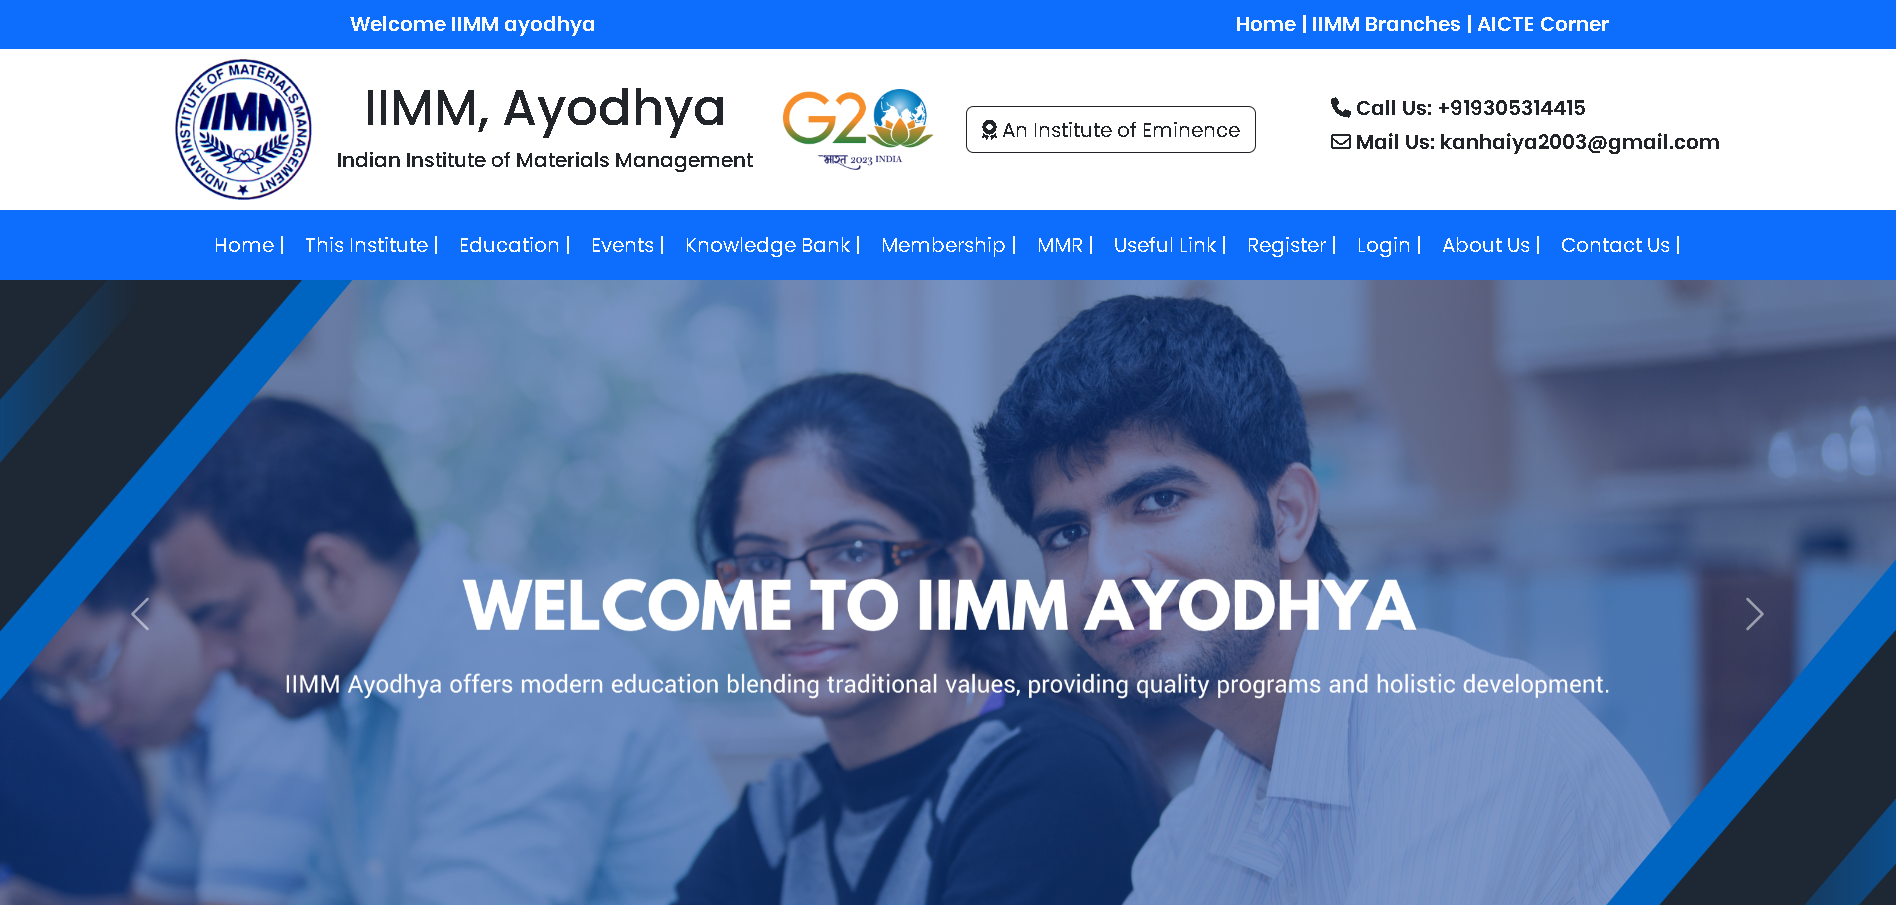 Welcome IIMM ayodhya
Home | IIMM Branches | AICTE Corner
INDIAN INSTITUTE OF MATERIALS MANAGEMENT
IIMM
IIMM, Ayodhya
Indian Institute of Materials Management
G20
भारत 2023 INDIA
An Institute of Eminence
Call Us: +919305314415
Mail Us: kanhaiya2003@gmail.com
Home | This Institute | Education | Events | Knowledge Bank | Membership | MMR | Useful Link | Register | Login | About Us | Contact Us |
WELCOME TO IIMM AYODHYA
IIMM Ayodhya offers modern education blending traditional values, providing quality programs and holistic development.